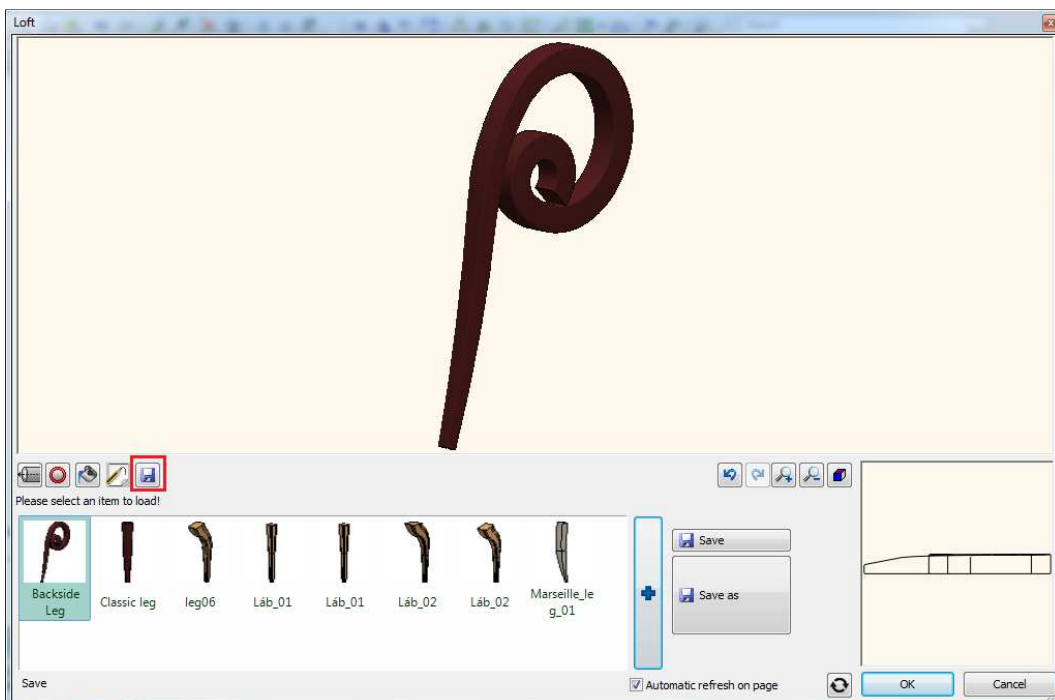 Loft
Please select an item to load!
Backside
Leg
Classic leg
leg06
Láb_01
Láb_01
Láb_02
Láb_02
Marseille_le
g_01
Save
Save as
Save
Automatic refresh on page
OK
Cancel